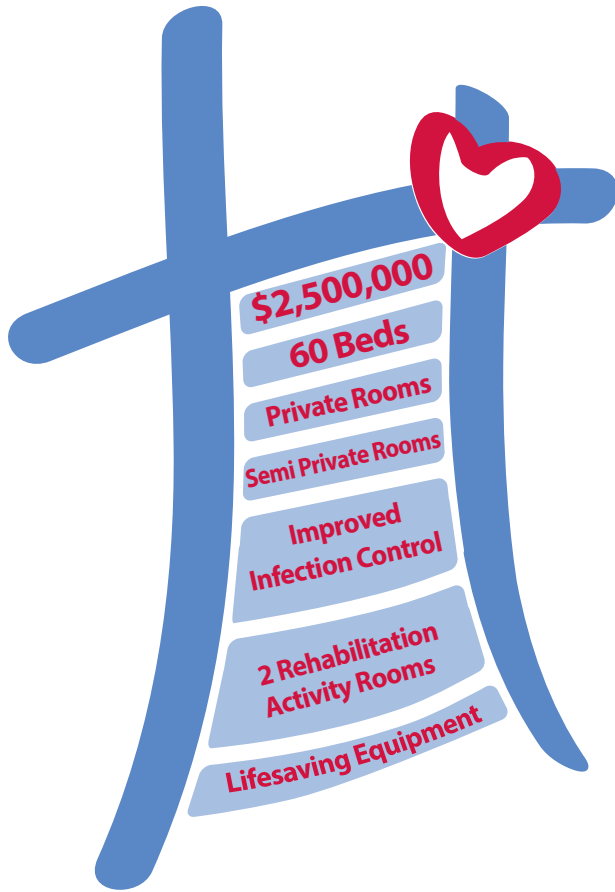 $2,500,000
60 Beds
Private Rooms
Semi Private Rooms
Improved
Infection Control
2 Rehabilitation
Activity Rooms
Lifesaving Equipment